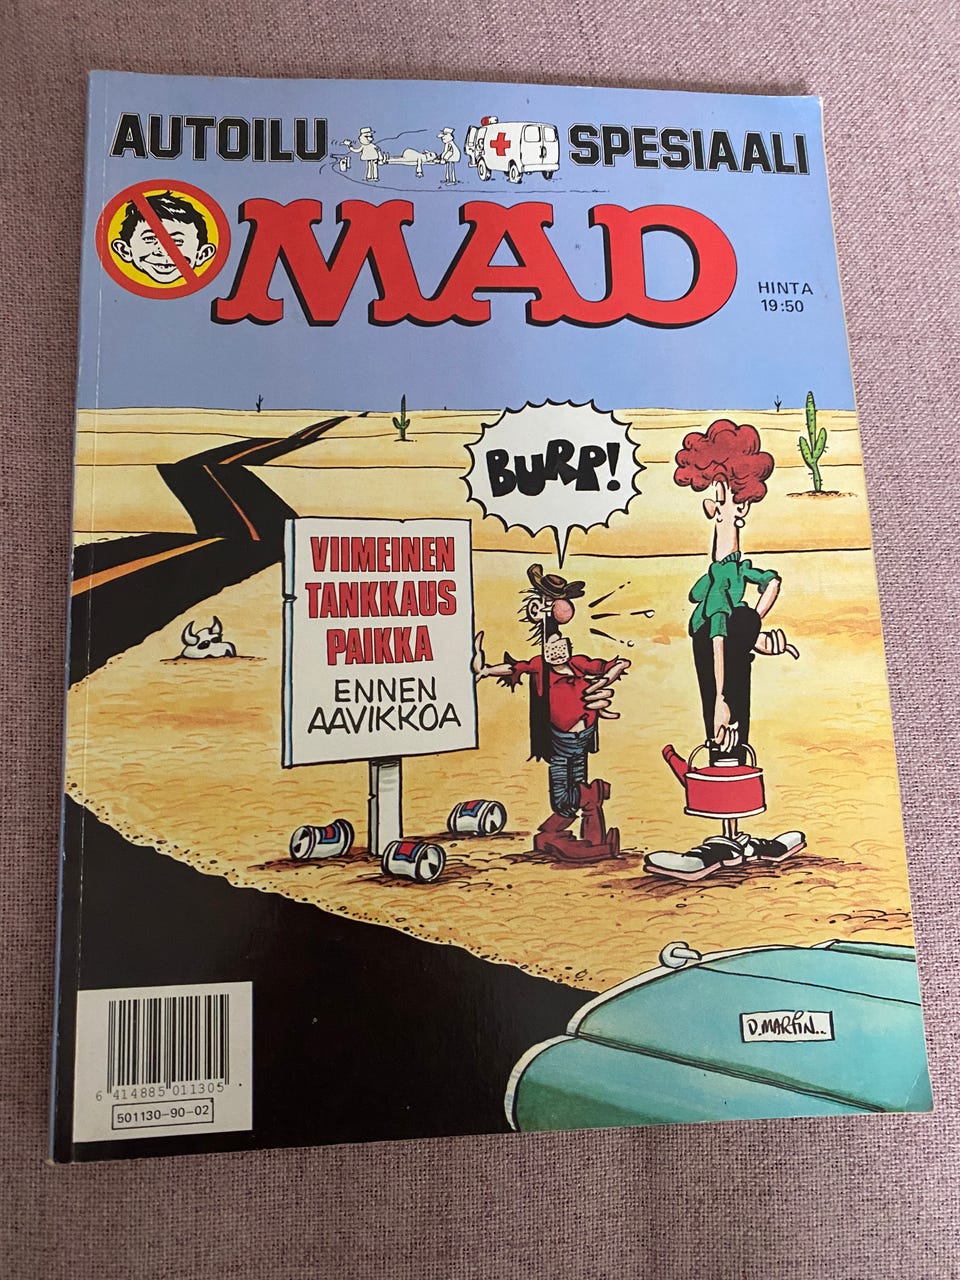 AUTOILU SPESIAALI
MAD
HINTA
19:50
BURP!
VIIMEINEN
TANKKAUS
PAIKKA
ENNEN
AAVIKKOA
D.MARTIN..
6 414885 011305
501130-90-02